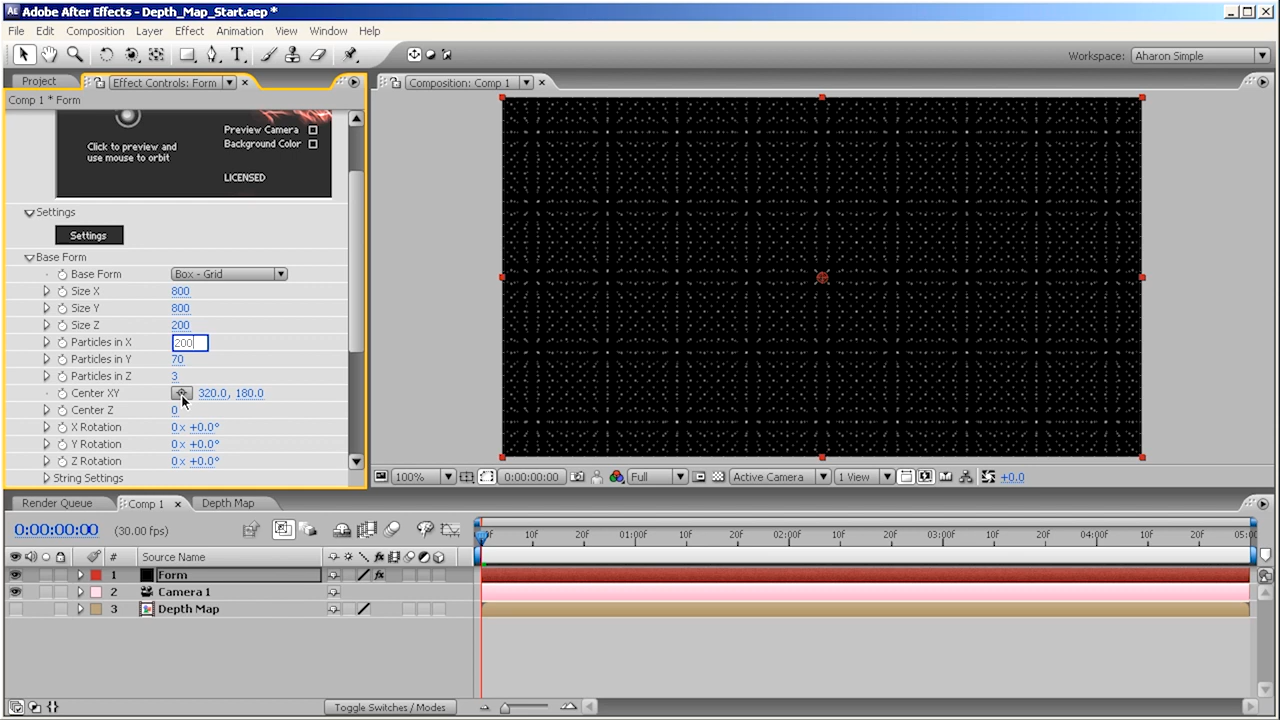 Adobe After Effects - Depth_Map_Start.aep *
File Edit Composition Layer Effect Animation View Window Help
Workspace: Aharon Simple
Project Effect Controls: Form Composition: Comp 1
Comp 1 * Form
Preview Camera
Click to preview and Background Color
use mouse to orbit
LICENSED
Settings
Settings
Base Form
Base Form Box - Grid
Size X 800
Size Y 800
Size Z 200
Particles in X 200
Particles in Y 70
Particles in Z 3
Center XY 320.0, 180.0
Center Z 0
X Rotation 0 x +0.0°
Y Rotation 0 x +0.0°
Z Rotation 0 x +0.0°
String Settings
100% 0:00:00:00 Full Active Camera 1 View +0.0
Render Queue Comp 1 Depth Map
0:00:00:00 (30.00 fps)
10F 20F 01:00F 10F 20F 02:00F 10F 20F 03:00F 10F 20F 04:00F 10F 20F 05:00
# Source Name
1 Form
2 Camera 1
3 Depth Map
Toggle Switches / Modes